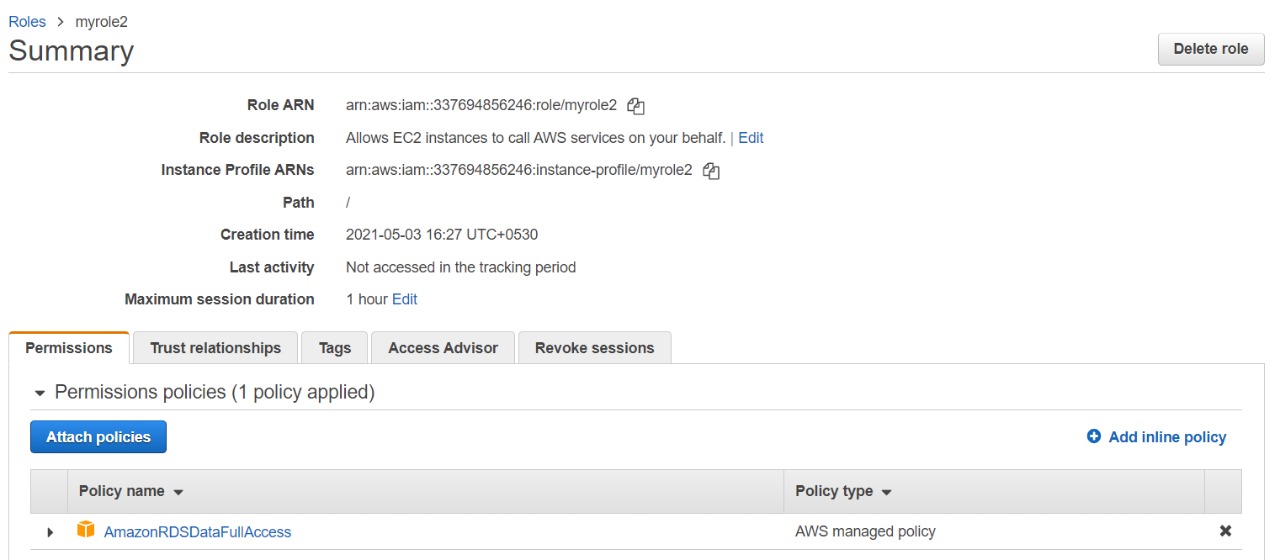 Roles > myrole2
Summary
Delete role
Role ARN arn:aws:iam::337694856246:role/myrole2
Role description Allows EC2 instances to call AWS services on your behalf. | Edit
Instance Profile ARNs arn:aws:iam::337694856246:instance-profile/myrole2
Path /
Creation time 2021-05-03 16:27 UTC+0530
Last activity Not accessed in the tracking period
Maximum session duration 1 hour Edit
Permissions Trust relationships Tags Access Advisor Revoke sessions
Permissions policies (1 policy applied)
Attach policies Add inline policy
Policy name Policy type
AmazonRDSDataFullAccess AWS managed policy